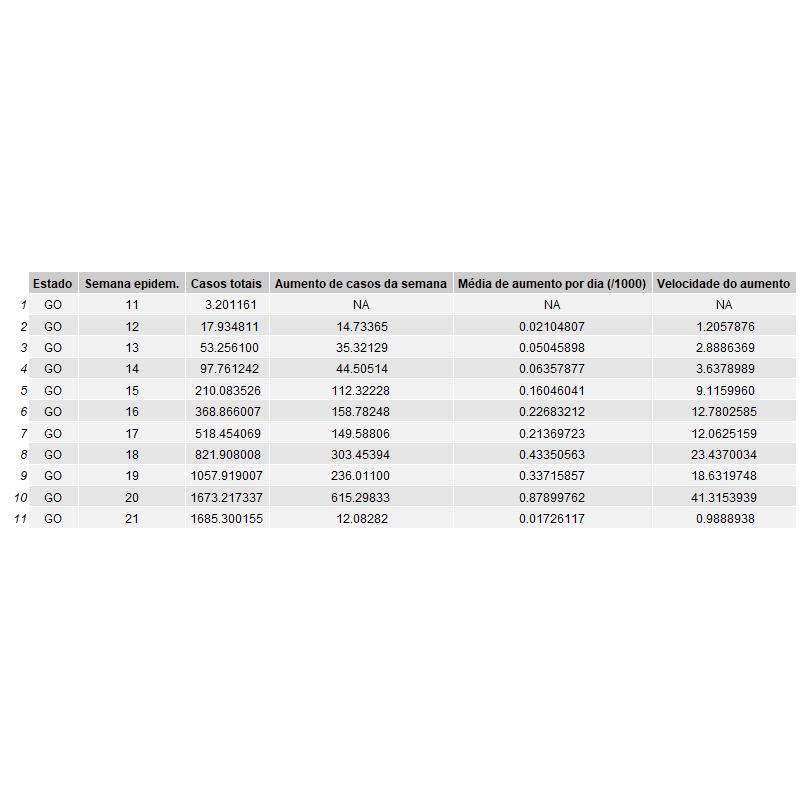 Estado Semana epidem. Casos totais Aumento de casos da semana Média de aumento por dia (/1000) Velocidade do aumento
1 GO 11 3.201161 NA NA NA
2 GO 12 17.934811 14.73365 0.02104807 1.2057876
3 GO 13 53.256100 35.32129 0.05045898 2.8886369
4 GO 14 97.761242 44.50514 0.06357877 3.6378989
5 GO 15 210.083526 112.32228 0.16046041 9.1159960
6 GO 16 368.866007 158.78248 0.22683212 12.7802585
7 GO 17 518.454069 149.58806 0.21369723 12.0625159
8 GO 18 821.908008 303.45394 0.43350563 23.4370034
9 GO 19 1057.919007 236.01100 0.33715857 18.6319748
10 GO 20 1673.217337 615.29833 0.87899762 41.3153939
11 GO 21 1685.300155 12.08282 0.01726117 0.9888938